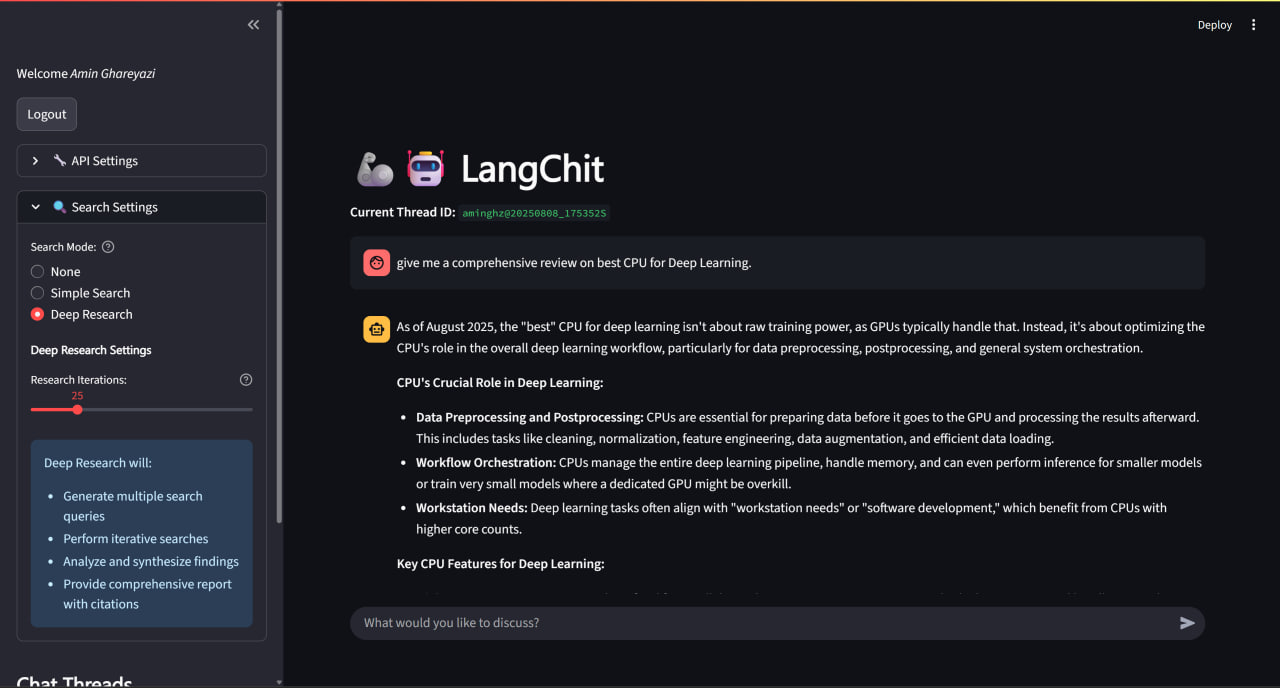 Deploy
Welcome Amin Ghareyazi
Logout
API Settings
Search Settings
Search Mode:
None
Simple Search
Deep Research
Deep Research Settings
Research Iterations:
25
Deep Research will:
Generate multiple search
queries
Perform iterative searches
Analyze and synthesize findings
Provide comprehensive report
with citations
Chat Threads
LangChit
Current Thread ID: aminghz@20250808_175352S
give me a comprehensive review on best CPU for Deep Learning.
As of August 2025, the "best" CPU for deep learning isn't about raw training power, as GPUs typically handle that. Instead, it's about optimizing the
CPU's role in the overall deep learning workflow, particularly for data preprocessing, postprocessing, and general system orchestration.
CPU's Crucial Role in Deep Learning:
Data Preprocessing and Postprocessing: CPUs are essential for preparing data before it goes to the GPU and processing the results afterward.
This includes tasks like cleaning, normalization, feature engineering, data augmentation, and efficient data loading.
Workflow Orchestration: CPUs manage the entire deep learning pipeline, handle memory, and can even perform inference for smaller models
or train very small models where a dedicated GPU might be overkill.
Workstation Needs: Deep learning tasks often align with "workstation needs" or "software development," which benefit from CPUs with
higher core counts.
Key CPU Features for Deep Learning:
What would you like to discuss?